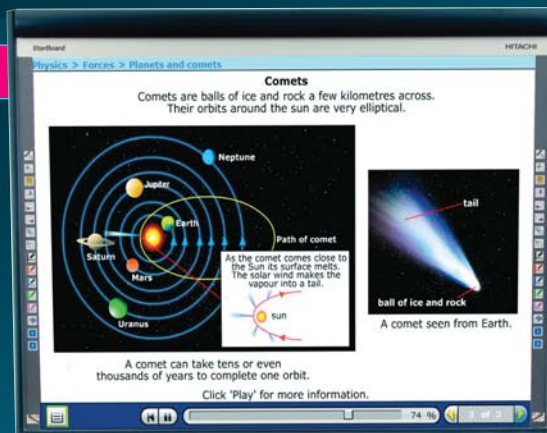 StarBoard
HITACHI
Physics > Forces > Planets and comets
Comets
Comets are balls of ice and rock a few kilometres across.
Their orbits around the sun are very elliptical.
Neptune
Jupiter
Earth
Path of comet
Saturn
Mars
Uranus
As the comet comes close to
the Sun its surface melts.
The solar wind makes the
vapour into a tail.
sun
tail
ball of ice and rock
A comet seen from Earth.
A comet can take tens or even
thousands of years to complete one orbit.
Click 'Play' for more information.
74 %
3 of 3